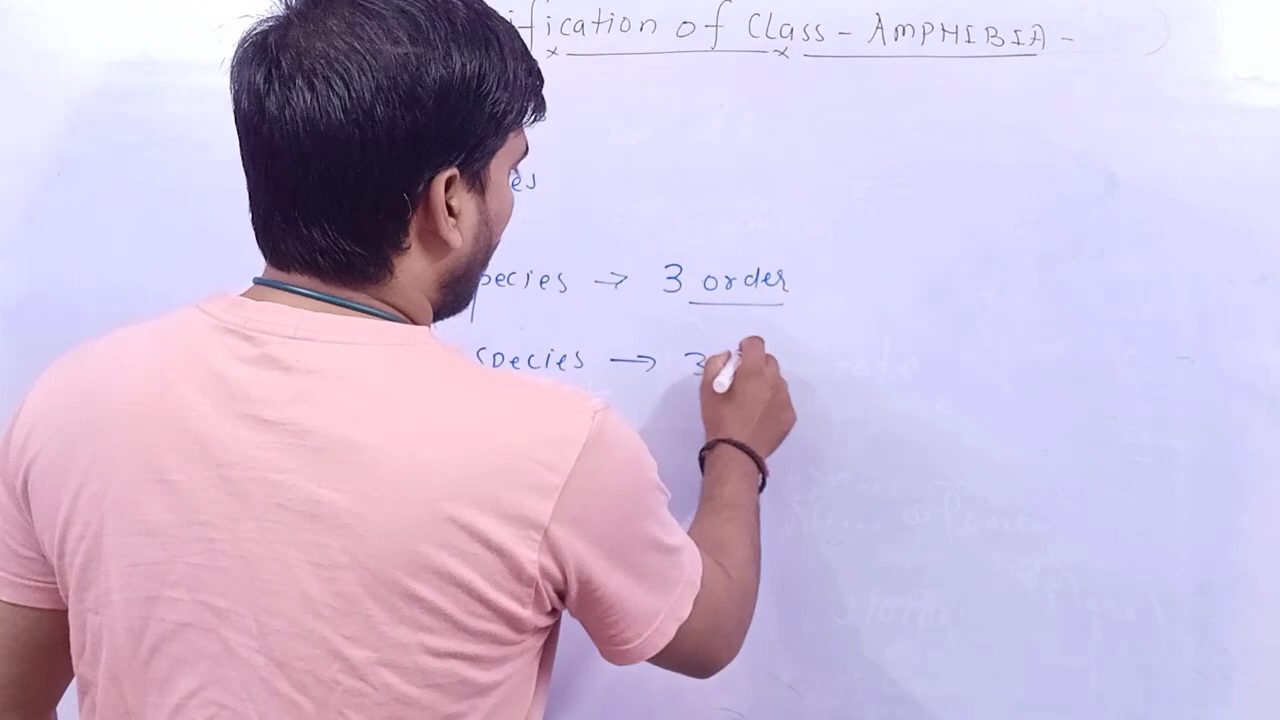 ification of Class - AMPHIBIA -
es
pecies → 3 order
species → 3